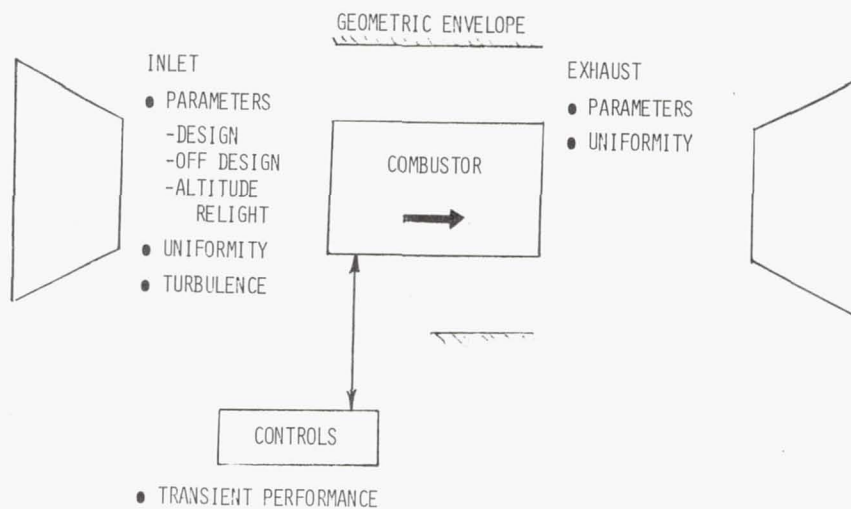 GEOMETRIC ENVELOPE
INLET
● PARAMETERS
-DESIGN
-OFF DESIGN
-ALTITUDE
RELIGHT
● UNIFORMITY
● TURBULENCE
COMBUSTOR
EXHAUST
● PARAMETERS
● UNIFORMITY
CONTROLS
● TRANSIENT PERFORMANCE